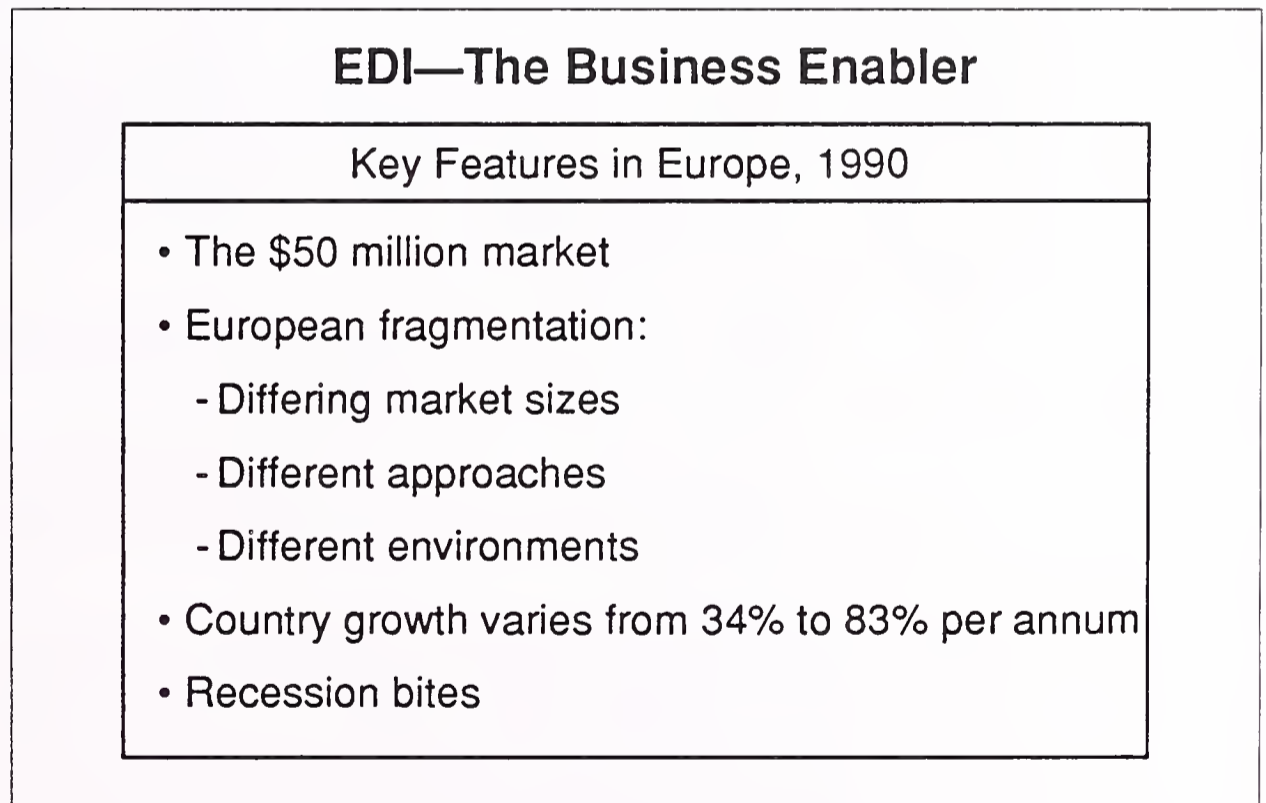 EDI—The Business Enabler
Key Features in Europe, 1990
• The $50 million market
• European fragmentation:
- Differing market sizes
- Different approaches
- Different environments
• Country growth varies from 34% to 83% per annum
• Recession bites